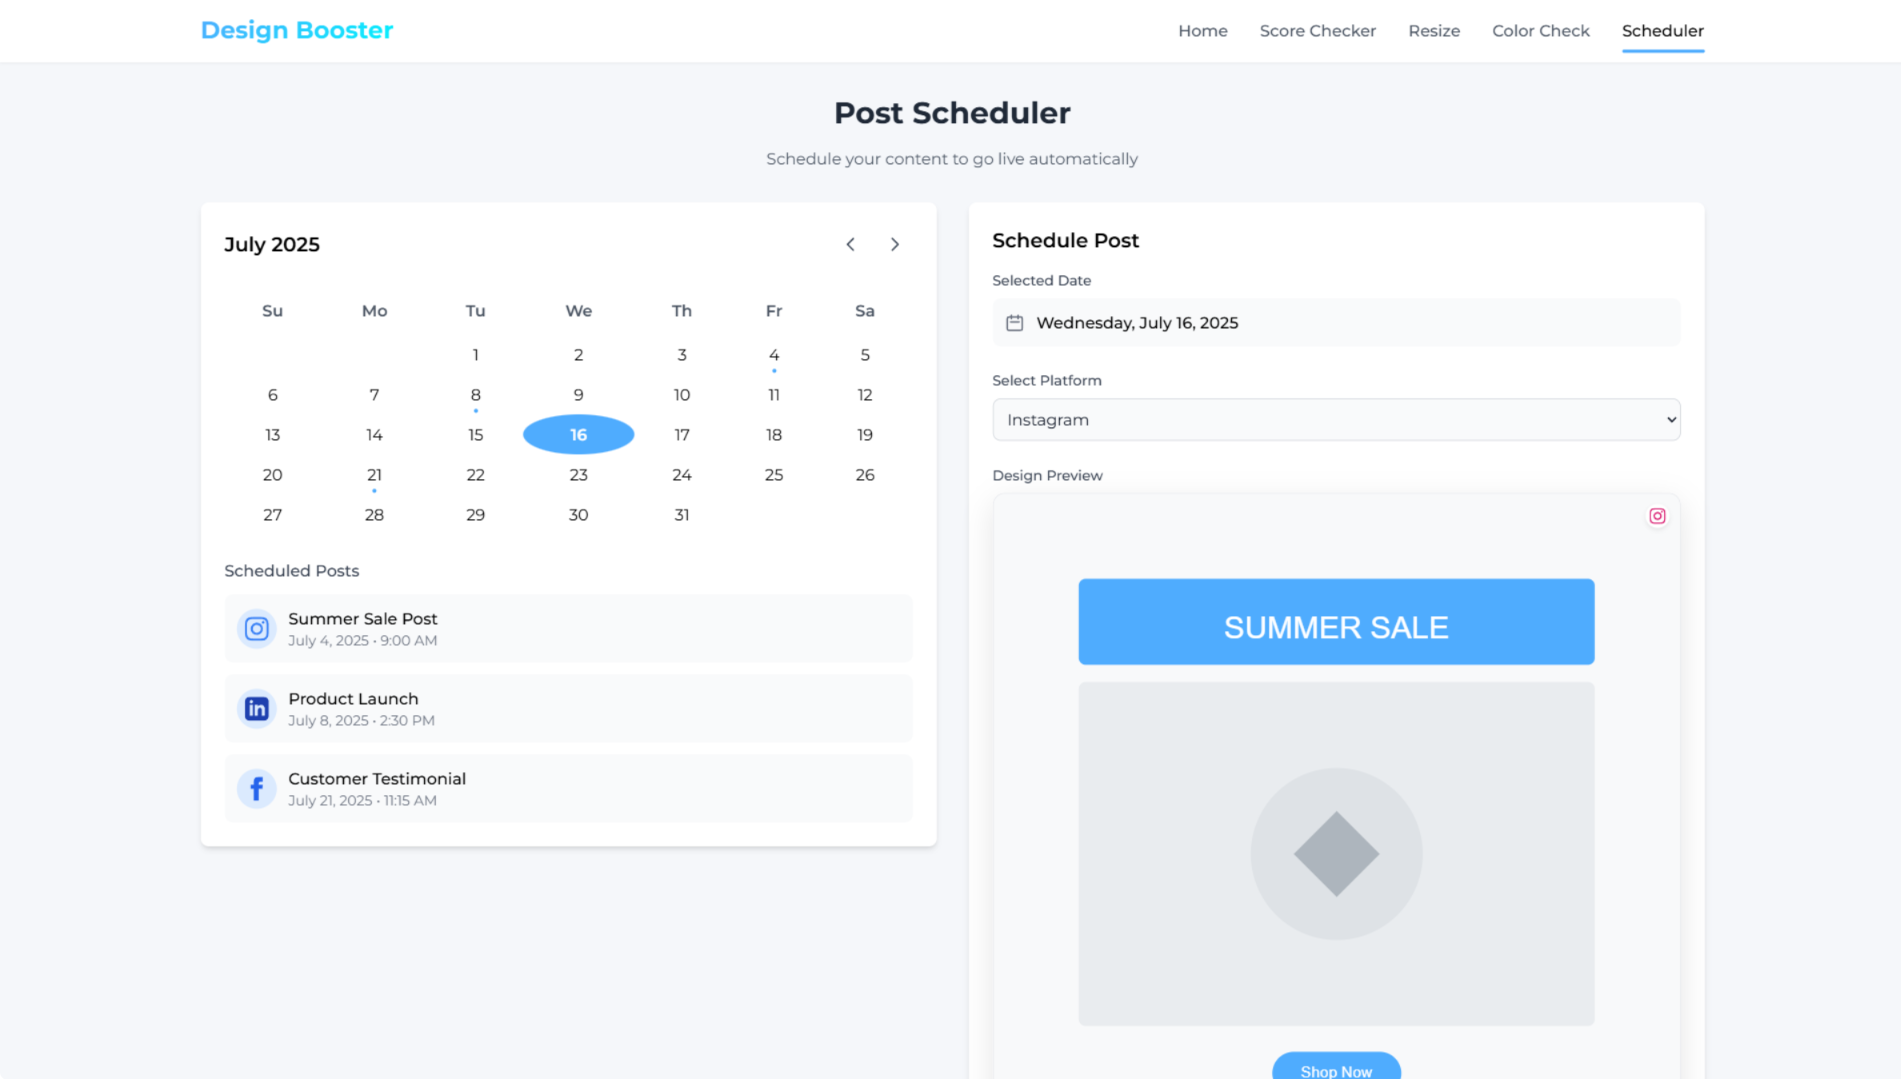 Design Booster
Home Score Checker Resize Color Check Scheduler
Post Scheduler
Schedule your content to go live automatically
July 2025
Su Mo Tu We Th Fr Sa
1 2 3 4 5
6 7 8 9 10 11 12
13 14 15 16 17 18 19
20 21 22 23 24 25 26
27 28 29 30 31
Scheduled Posts
Summer Sale Post
July 4, 2025 • 9:00 AM
in
Product Launch
July 8, 2025 • 2:30 PM
f
Customer Testimonial
July 21, 2025 • 11:15 AM
Schedule Post
Selected Date
Wednesday, July 16, 2025
Select Platform
Instagram
Design Preview
SUMMER SALE
Shop Now